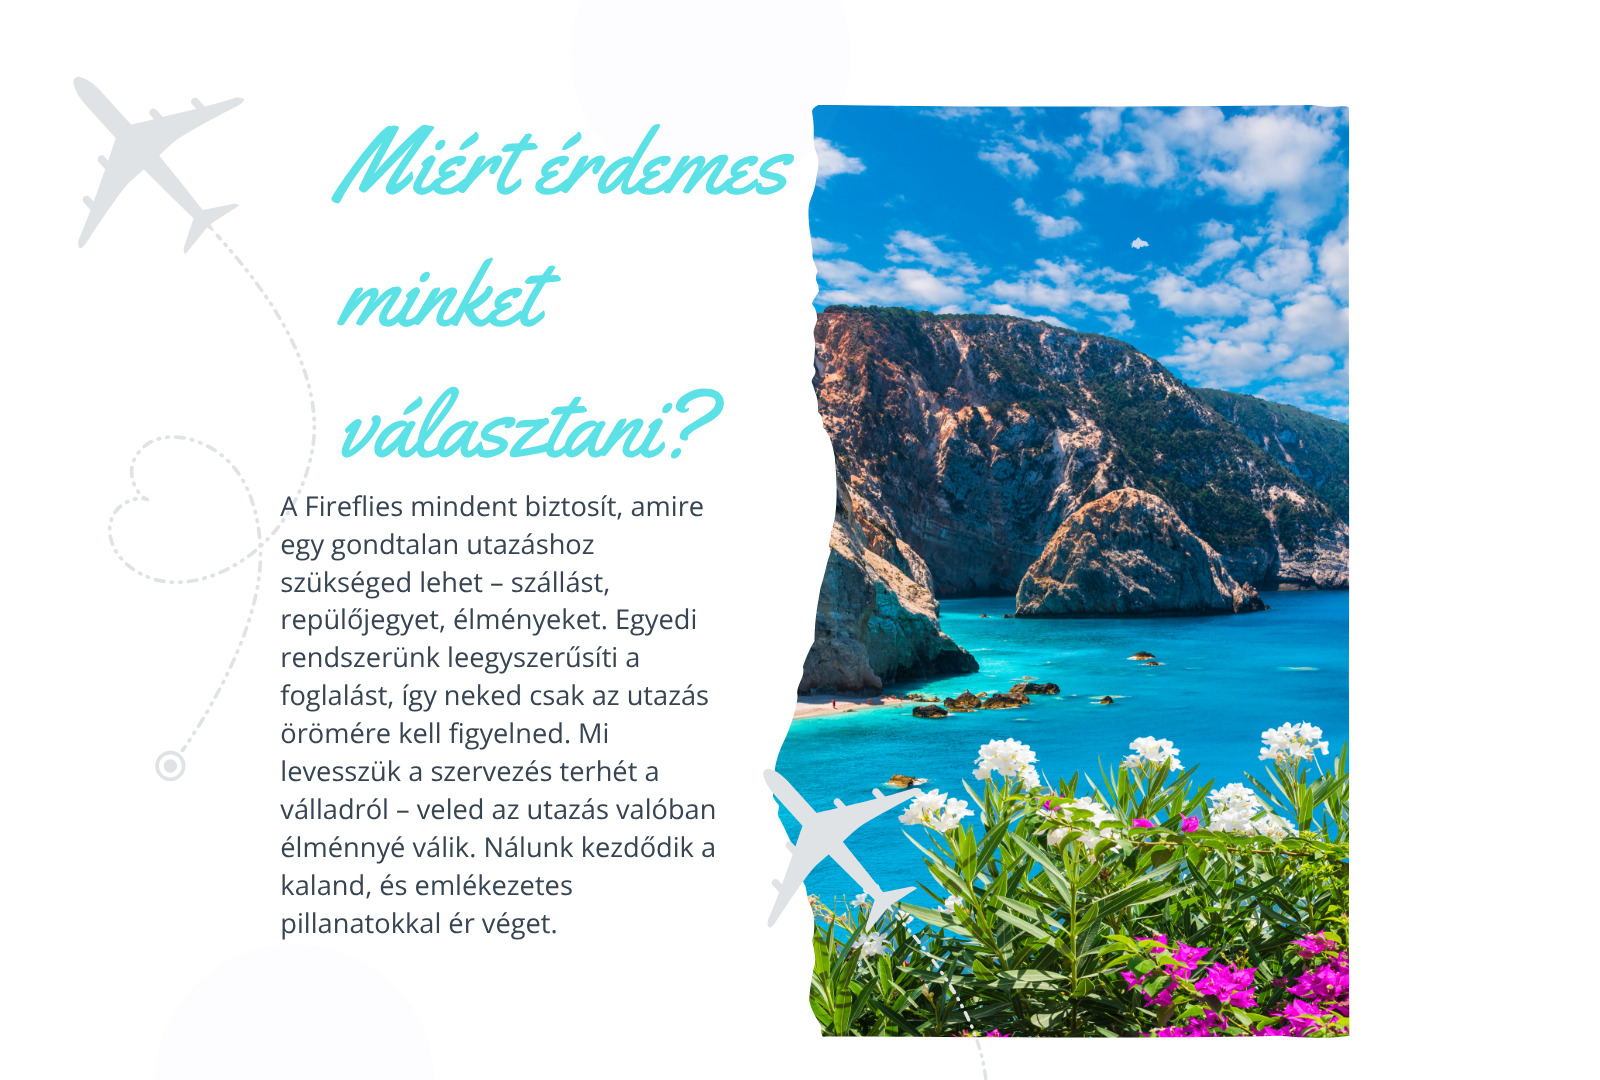 Miért érdemes
minket
választani?
A Fireflies mindent biztosít, amire
egy gondtalan utazáshoz
szükséged lehet – szállást,
repülőjegyet, élményeket. Egyedi
rendszerünk leegyszerűsíti a
foglalást, így neked csak az utazás
örömére kell figyelned. Mi
levesszük a szervezés terhét a
válladról – veled az utazás valóban
élménnyé válik. Nálunk kezdődik a
kaland, és emlékezetes
pillanatokkal ér véget.